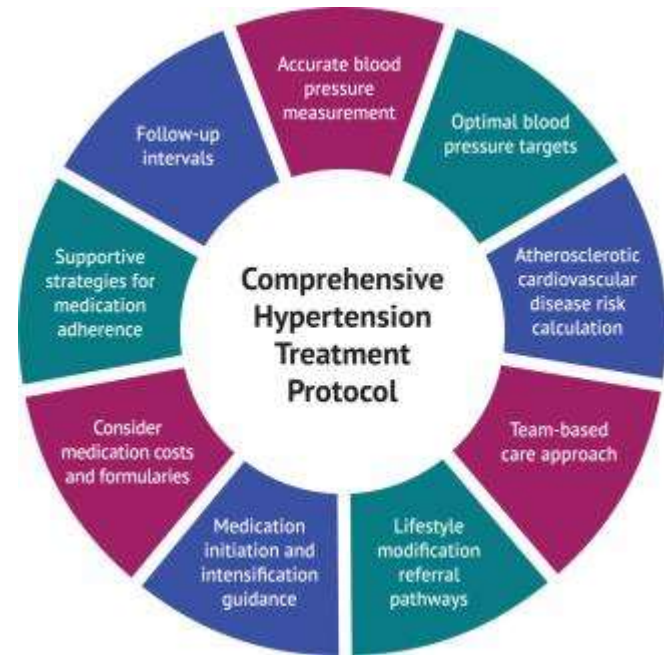 Comprehensive
Hypertension
Treatment
Protocol
Accurate blood
pressure
measurement
Optimal blood
pressure targets
Atherosclerotic
cardiovascular
disease risk
calculation
Team-based
care approach
Lifestyle
modification
referral
pathways
Medication
initiation and
intensification
guidance
Consider
medication costs
and formularies
Supportive
strategies for
medication
adherence
Follow-up
intervals